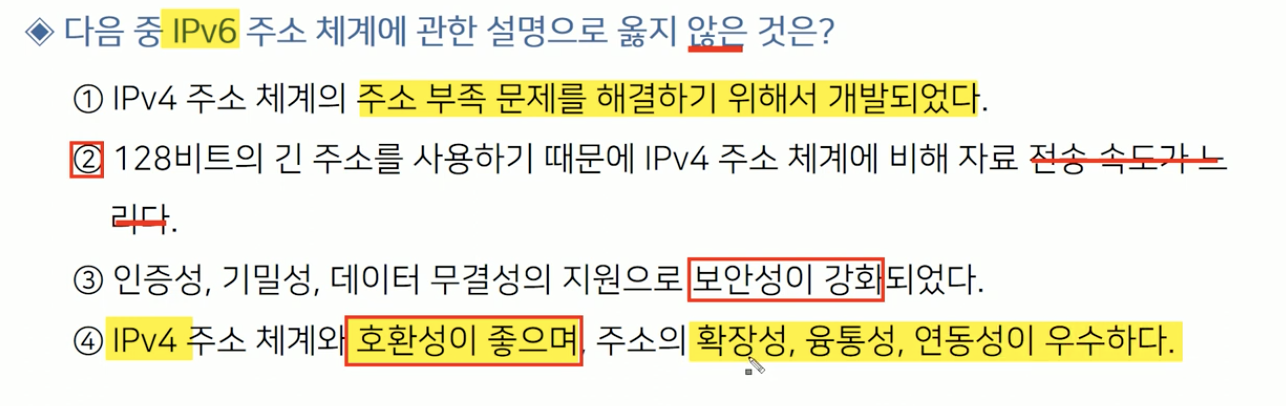 ◈ 다음 중 IPv6 주소 체계에 관한 설명으로 옳지 않은 것은?
① IPv4 주소 체계의 주소 부족 문제를 해결하기 위해서 개발되었다.
② 128비트의 긴 주소를 사용하기 때문에 IPv4 주소 체계에 비해 자료 전송 속도가 느
리다.
③ 인증성, 기밀성, 데이터 무결성의 지원으로 보안성이 강화되었다.
④ IPv4 주소 체계와 호환성이 좋으며, 주소의 확장성, 융통성, 연동성이 우수하다.